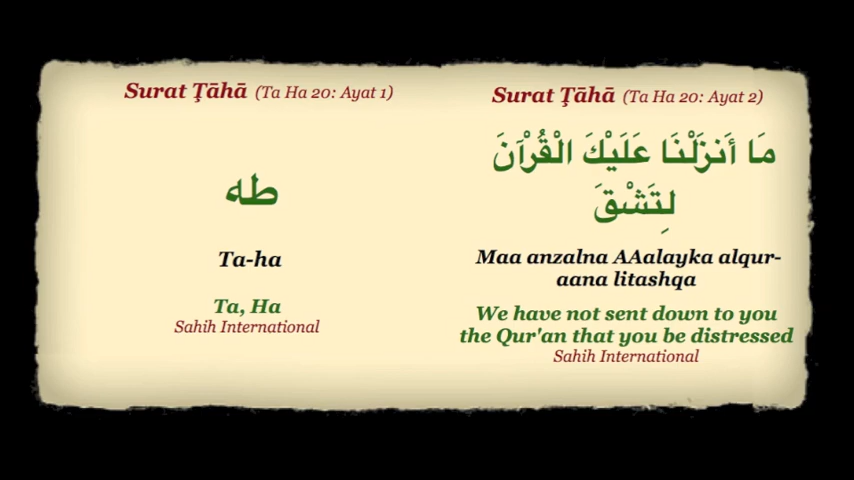 Surat Ţāhā (Ta Ha 20: Ayat 1)
طه
Ta-ha
Ta, Ha
Sahih International
Surat Ţāhā (Ta Ha 20: Ayat 2)
مَا أَنزَلْنَا عَلَيْكَ الْقُرْآنَ
لِتَشْقَ
Maa anzalna AAalayka alqur-
aana litashqa
We have not sent down to you
the Qur'an that you be distressed
Sahih International